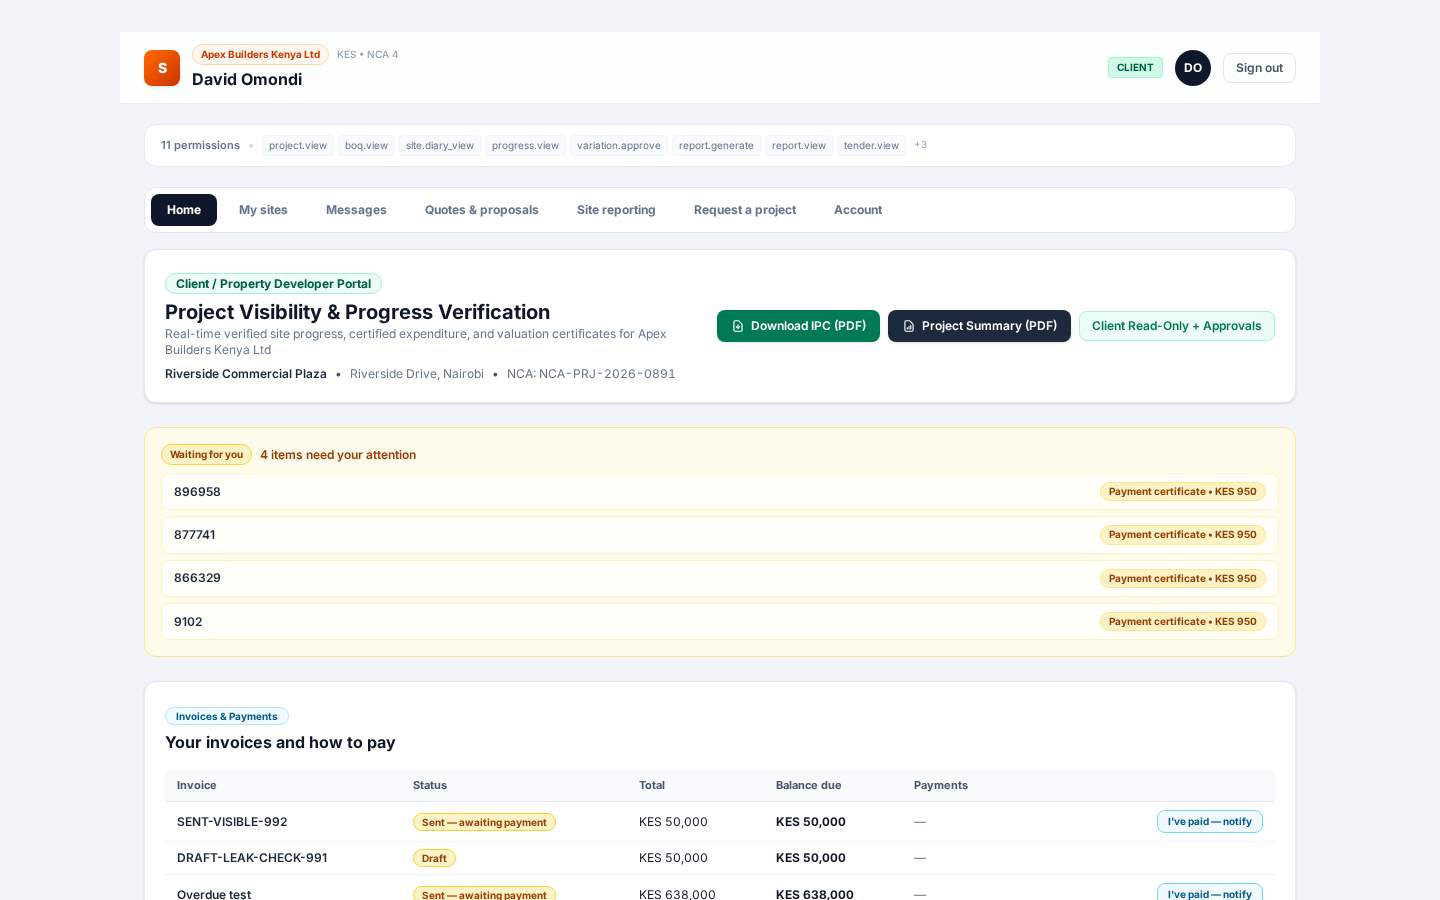 S
Apex Builders Kenya Ltd KES • NCA 4
David Omondi
CLIENT
DO
Sign out
11 permissions • project.view boq.view site.diary_view progress.view variation.approve report.generate report.view tender.view +3
Home My sites Messages Quotes & proposals Site reporting Request a project Account
Client / Property Developer Portal
Project Visibility & Progress Verification
Real-time verified site progress, certified expenditure, and valuation certificates for Apex
Builders Kenya Ltd
Riverside Commercial Plaza • Riverside Drive, Nairobi • NCA: NCA-PRJ-2026-0891
Download IPC (PDF)
Project Summary (PDF)
Client Read-Only + Approvals
Waiting for you 4 items need your attention
896958 Payment certificate • KES 950
877741 Payment certificate • KES 950
866329 Payment certificate • KES 950
9102 Payment certificate • KES 950
Invoices & Payments
Your invoices and how to pay
Invoice Status Total Balance due Payments
SENT-VISIBLE-992 Sent — awaiting payment KES 50,000 KES 50,000 — I've paid — notify
DRAFT-LEAK-CHECK-991 Draft KES 50,000 KES 50,000 —
Overdue test Sent — awaiting payment KES 638,000 KES 638,000 — I've paid — notify